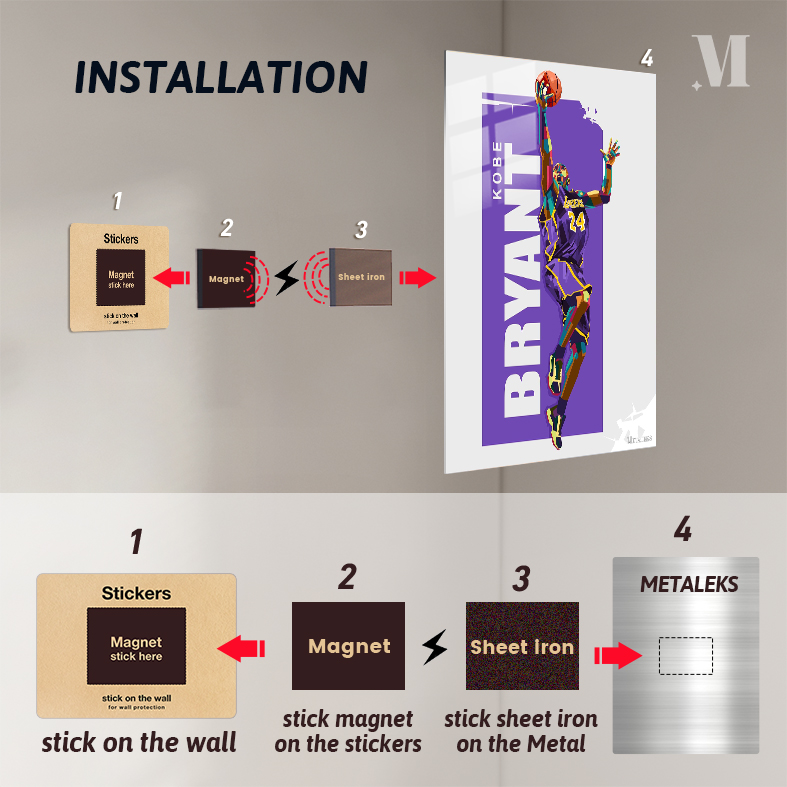 INSTALLATION
M
4
1
2
3
Stickers
Magnet
stick here
stick on the wall
for wall protection
Magnet
Sheet iron
KOBE
BRYANT
LAKERS
24
1
2
3
4
Stickers
Magnet
stick here
stick on the wall
for wall protection
Magnet
Sheet iron
METALEKS
stick on the wall
stick magnet
on the stickers
stick sheet iron
on the Metal